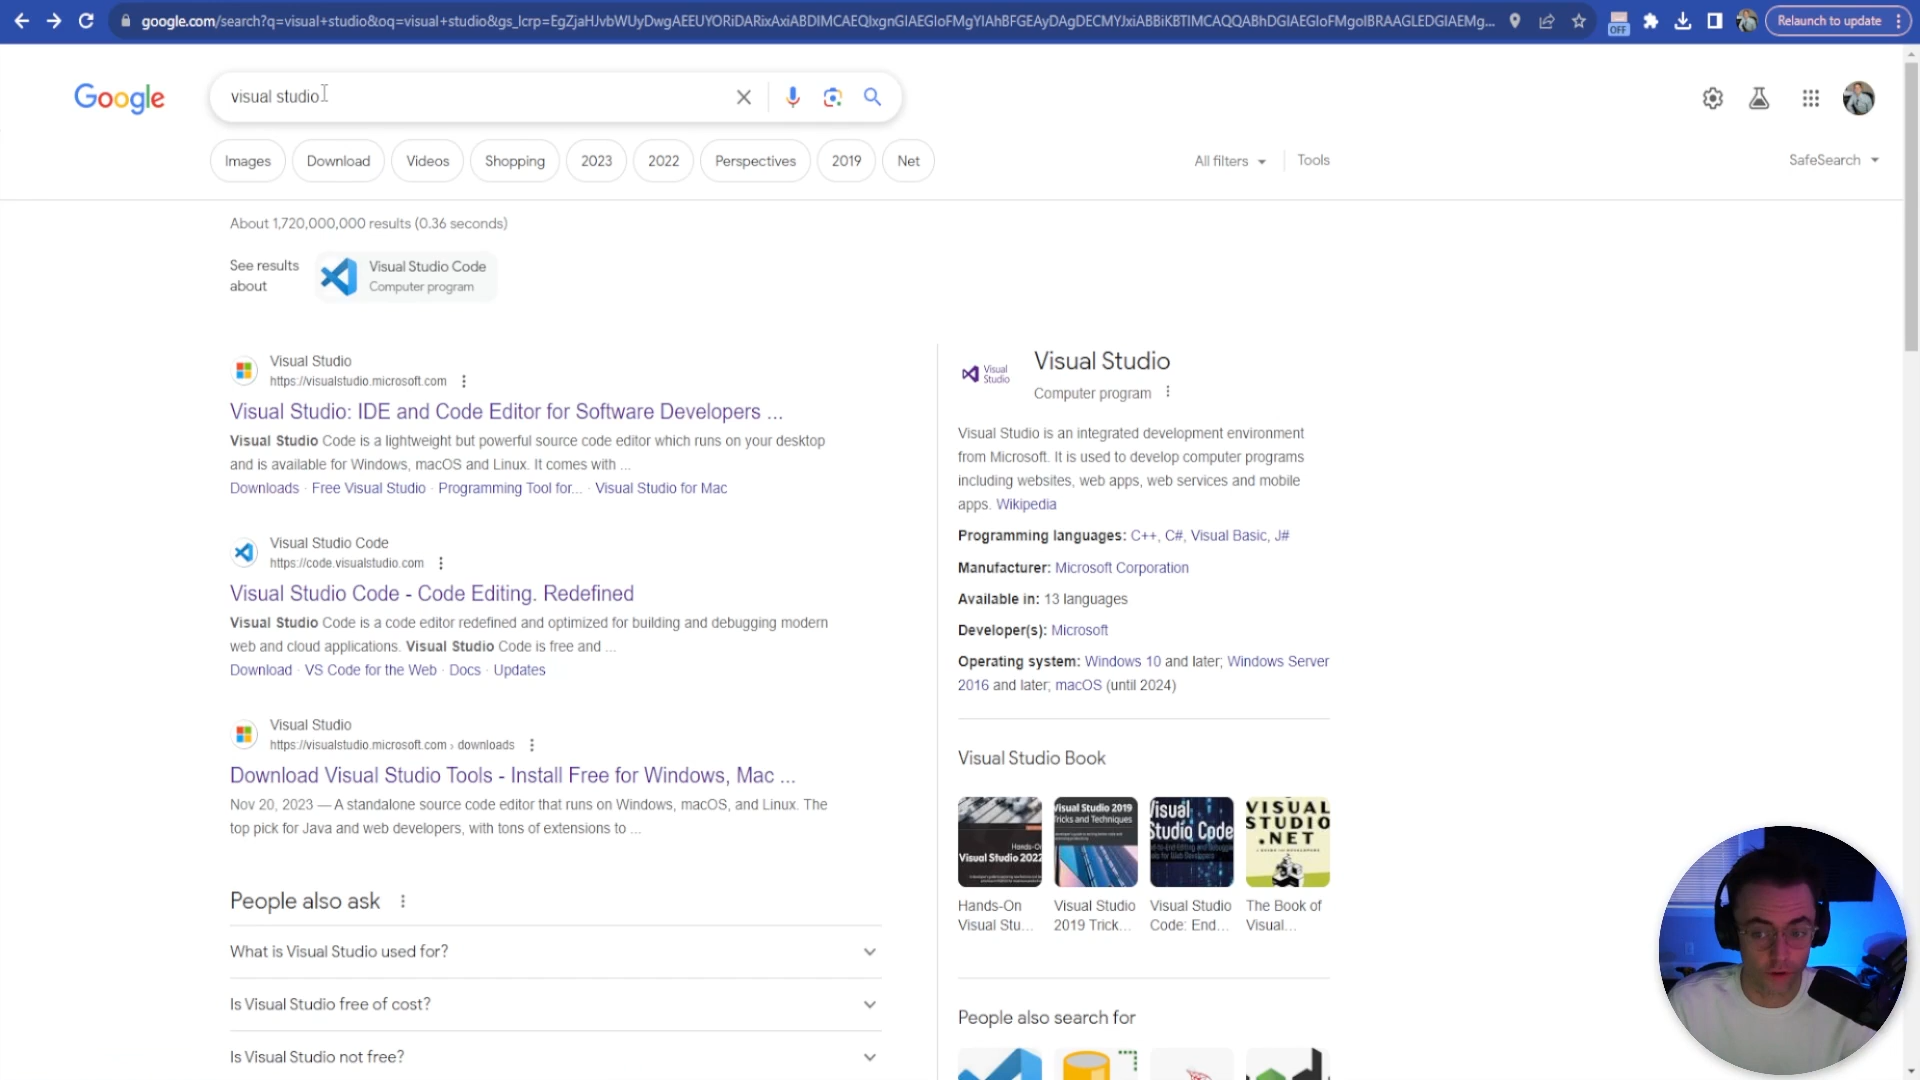 google.com/search?q=visual+studio&oq=visual+studio&gs_lcrp=
OFF
Relaunch to update
Google
visual studio
Images
Download
Videos
Shopping
2023
2022
Perspectives
2019
Net
All filters
Tools
SafeSearch
About 1,720,000,000 results (0.36 seconds)
See results
about
Visual Studio Code
Computer program
Visual Studio
https://visualstudio.microsoft.com
Visual Studio: IDE and Code Editor for Software Developers ...
Visual Studio Code is a lightweight but powerful source code editor which runs on your desktop
and is available for Windows, macOS and Linux. It comes with ...
Downloads · Free Visual Studio · Programming Tool for... · Visual Studio for Mac
Visual Studio Code
https://code.visualstudio.com
Visual Studio Code - Code Editing. Redefined
Visual Studio Code is a code editor redefined and optimized for building and debugging modern
web and cloud applications. Visual Studio Code is free and ...
Download · VS Code for the Web · Docs · Updates
Visual Studio
https://visualstudio.microsoft.com › downloads
Download Visual Studio Tools - Install Free for Windows, Mac ...
Nov 20, 2023 — A standalone source code editor that runs on Windows, macOS, and Linux. The
top pick for Java and web developers, with tons of extensions to ...
People also ask
What is Visual Studio used for?
Is Visual Studio free of cost?
Is Visual Studio not free?
Visual
Studio
Visual Studio
Computer program
Visual Studio is an integrated development environment
from Microsoft. It is used to develop computer programs
including websites, web apps, web services and mobile
apps. Wikipedia
Programming languages: C++, C#, Visual Basic, J#
Manufacturer: Microsoft Corporation
Available in: 13 languages
Developer(s): Microsoft
Operating system: Windows 10 and later; Windows Server
2016 and later; macOS (until 2024)
Visual Studio Book
Hands-On
Visual Studio 2022
Visual Studio 2019
Tricks and Techniques
Visual
Studio Code
VISUAL
STUDIO
.NET
Hands-On
Visual Stu...
Visual Studio
2019 Trick...
Visual Studio
Code: End...
The Book of
Visual...
People also search for